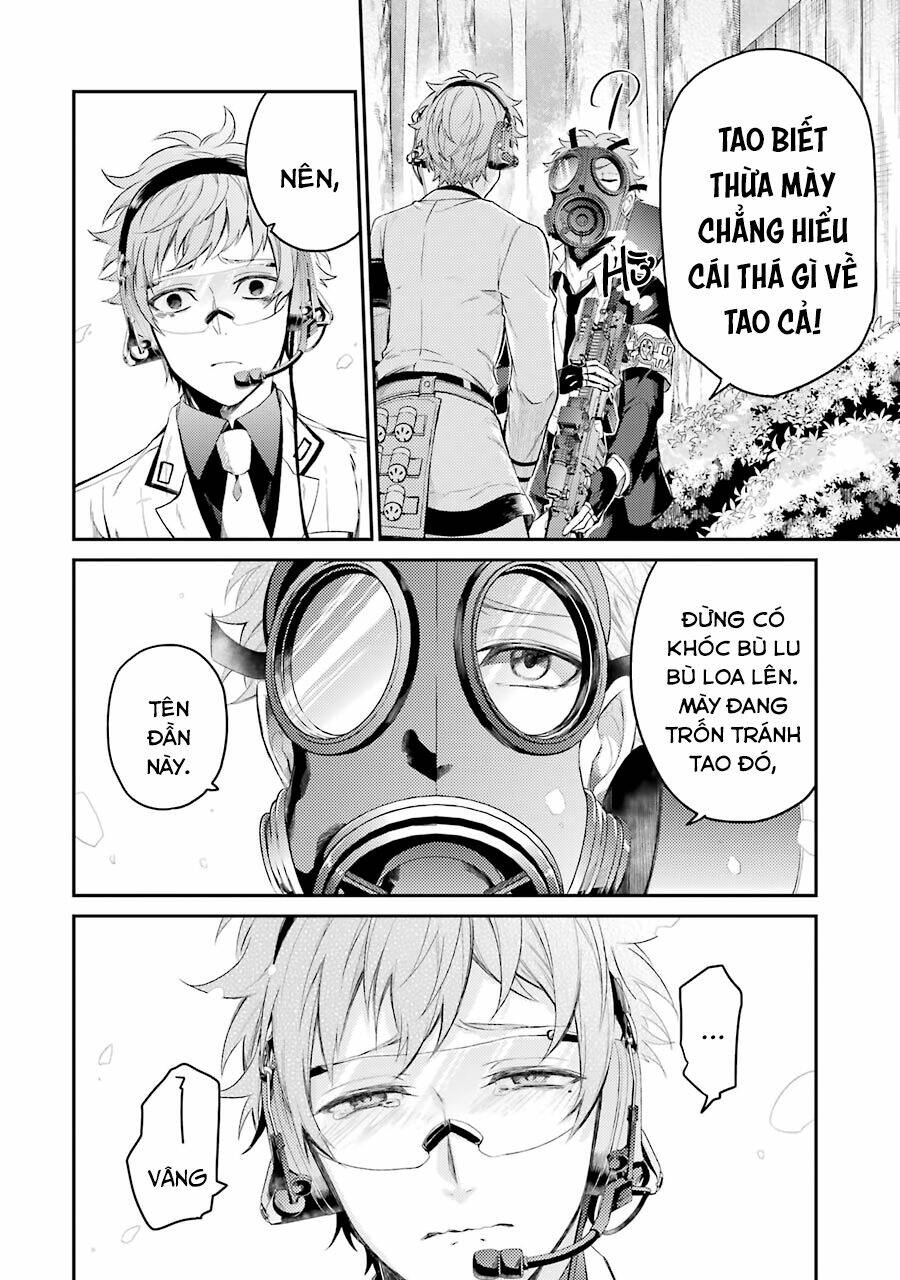 TAO BIẾT
THỪA MÀY
CHẲNG HIỂU
CÁI THÁ GÌ VỀ
TAO CẢ!
HỪ
NÊN,
ĐỪNG CÓ
KHÓC BÙ LU
BÙ LOA LÊN.
MÀY ĐANG
TRỐN TRÁNH
TAO ĐÓ,
TÊN
ĐẦN
NÀY.
...
VÂNG